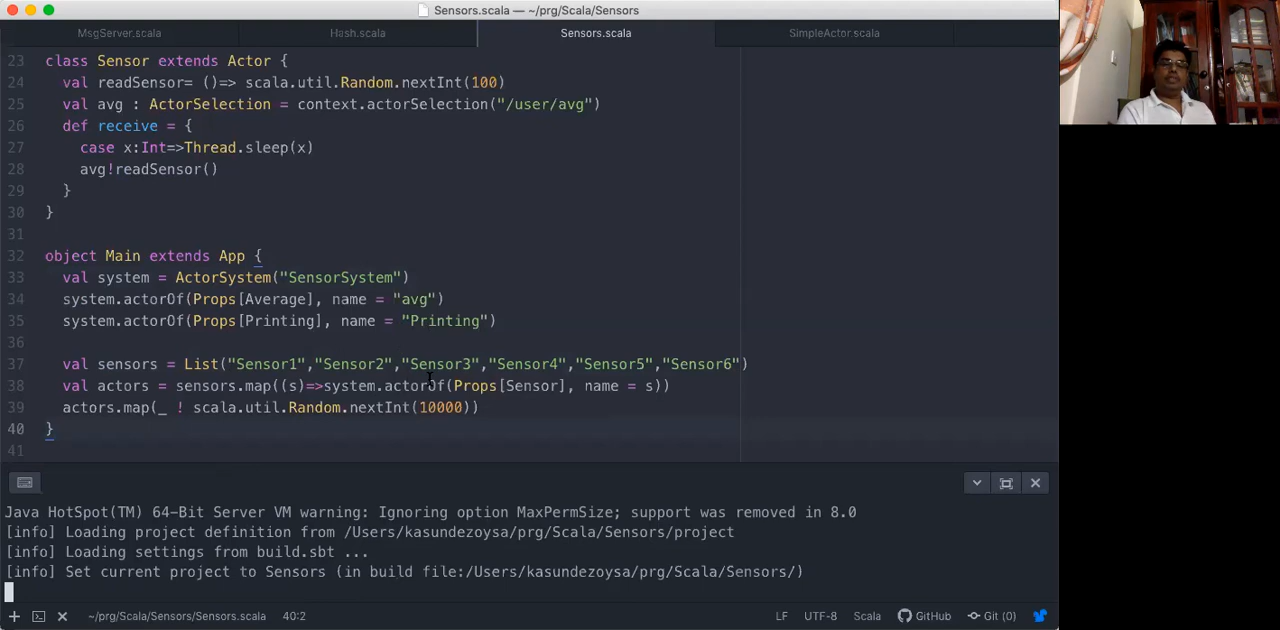 Sensors.scala — ~/prg/Scala/Sensors
MsgServer.scala Hash.scala Sensors.scala SimpleActor.scala
23 class Sensor extends Actor {
24 val readSensor= ()=> scala.util.Random.nextInt(100)
25 val avg : ActorSelection = context.actorSelection("/user/avg")
26 def receive = {
27 case x:Int=>Thread.sleep(x)
28 avg!readSensor()
29 }
30 }
31
32 object Main extends App {
33 val system = ActorSystem("SensorSystem")
34 system.actorOf(Props[Average], name = "avg")
35 system.actorOf(Props[Printing], name = "Printing")
36
37 val sensors = List("Sensor1","Sensor2","Sensor3","Sensor4","Sensor5","Sensor6")
38 val actors = sensors.map((s)=>system.actorOf(Props[Sensor], name = s))
39 actors.map(_ ! scala.util.Random.nextInt(10000))
40 }
41
Java HotSpot(TM) 64-Bit Server VM warning: Ignoring option MaxPermSize; support was removed in 8.0
[info] Loading project definition from /Users/kasundezoysa/prg/Scala/Sensors/project
[info] Loading settings from build.sbt ...
[info] Set current project to Sensors (in build file:/Users/kasundezoysa/prg/Scala/Sensors/)
~/prg/Scala/Sensors/Sensors.scala 40:2 LF UTF-8 Scala GitHub Git (0)